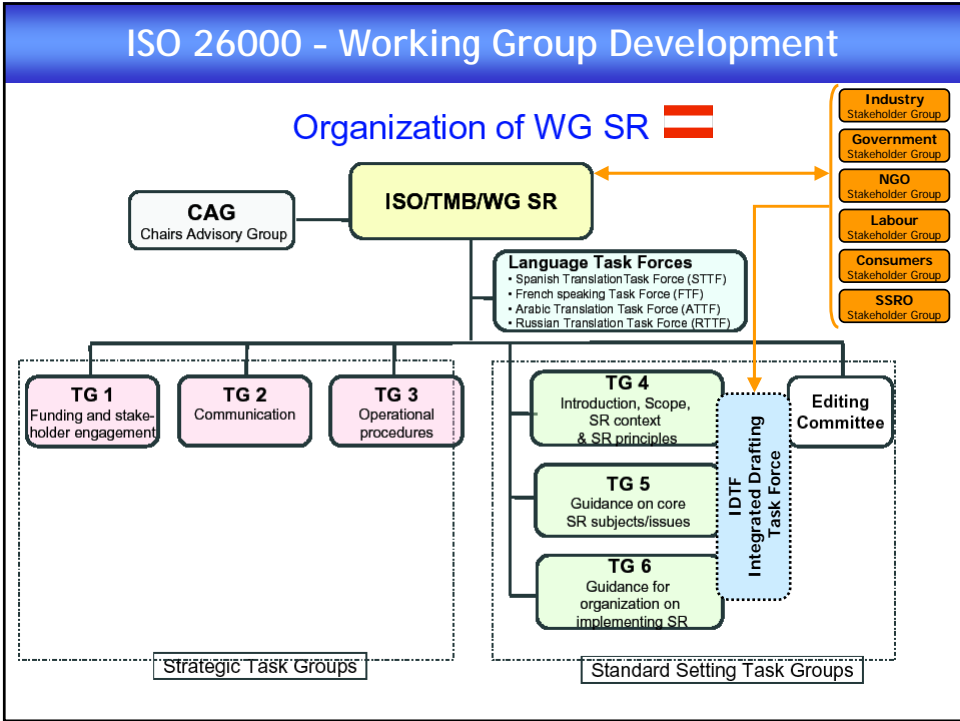 ISO 26000 - Working Group Development
Organization of WG SR
Industry
Stakeholder Group
Government
Stakeholder Group
NGO
Stakeholder Group
Labour
Stakeholder Group
Consumers
Stakeholder Group
SSRO
Stakeholder Group
ISO/TMB/WG SR
CAG
Chairs Advisory Group
Language Task Forces
• Spanish TranslationTask Force (STTF)
• French speaking Task Force (FTF)
• Arabic Translation Task Force (ATTF)
• Russian Translation Task Force (RTTF)
TG 1
Funding and stake-
holder engagement
TG 2
Communication
TG 3
Operational
procedures
TG 4
Introduction, Scope,
SR context
& SR principles
TG 5
Guidance on core
SR subjects/issues
TG 6
Guidance for
organization on
implementing SR
IDTF
Integrated Drafting
Task Force
Editing
Committee
Strategic Task Groups
Standard Setting Task Groups